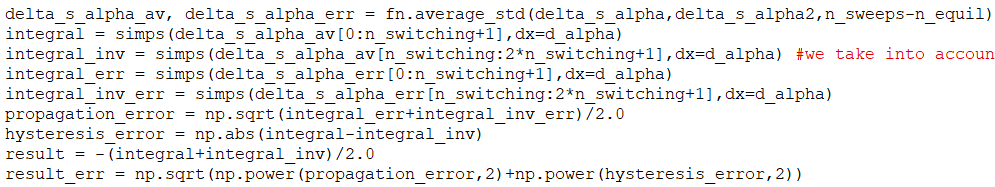 delta_s_alpha_av, delta_s_alpha_err = fn.average_std(delta_s_alpha,delta_s_alpha2,n_sweeps-n_equil)
integral = simps(delta_s_alpha_av[0:n_switching+1],dx=d_alpha)
integral_inv = simps(delta_s_alpha_av[n_switching:2*n_switching+1],dx=d_alpha) #we take into accoun
integral_err = simps(delta_s_alpha_err[0:n_switching+1],dx=d_alpha)
integral_inv_err = simps(delta_s_alpha_err[n_switching:2*n_switching+1],dx=d_alpha)
propagation_error = np.sqrt(integral_err+integral_inv_err)/2.0
hysteresis_error = np.abs(integral-integral_inv)
result = -(integral+integral_inv)/2.0
result_err = np.sqrt(np.power(propagation_error,2)+np.power(hysteresis_error,2))